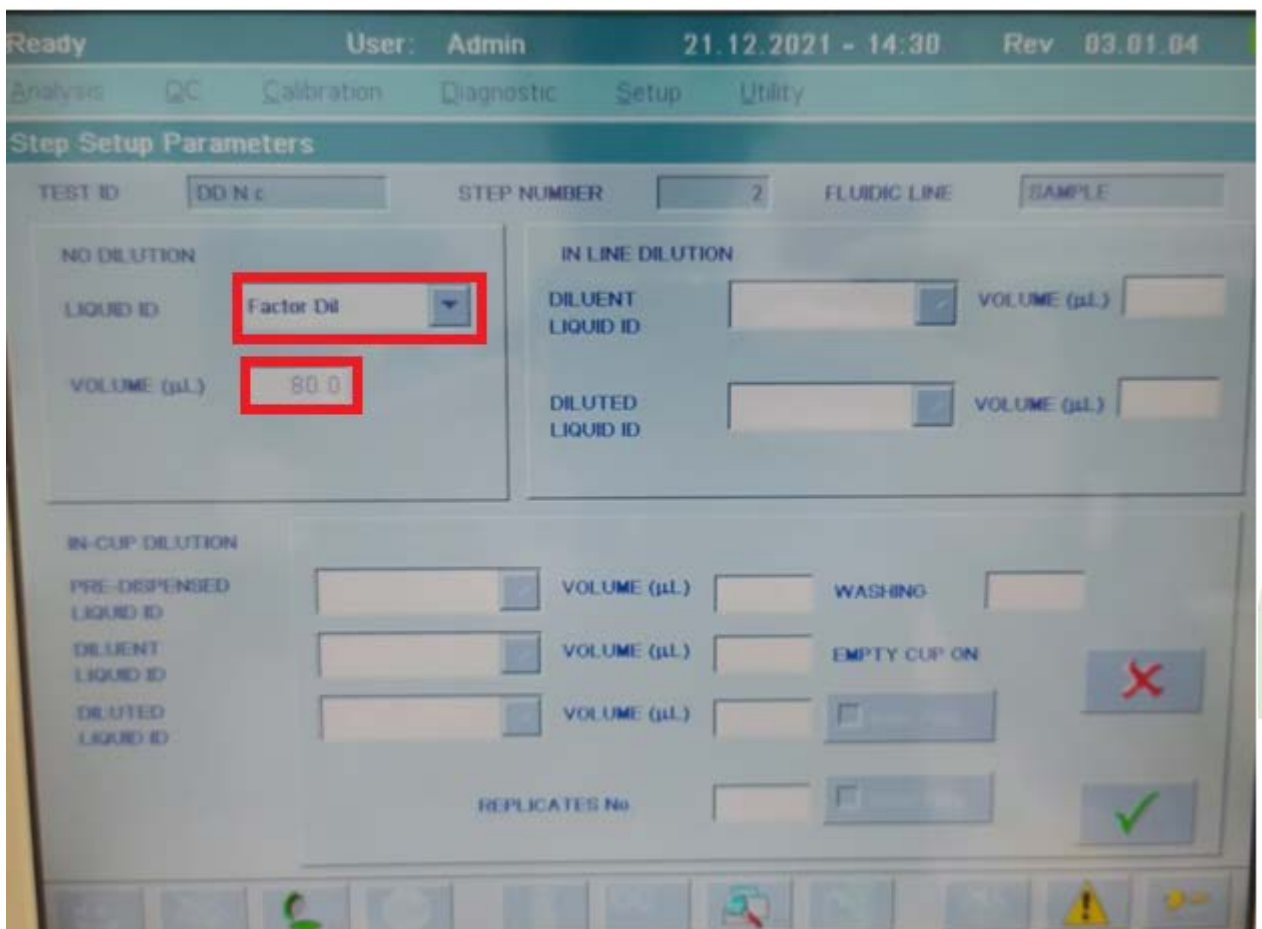 Ready User: Admin 21.12.2021 - 14:30 Rev 03.01.04
Analysis QC Calibration Diagnostic Setup Utility
Step Setup Parameters
TEST ID DD N c STEP NUMBER 2 FLUIDIC LINE SAMPLE
NO DILUTION
LIQUID ID Factor Dil
VOLUME (µL) 80.0
IN LINE DILUTION
DILUENT LIQUID ID VOLUME (µL)
DILUTED LIQUID ID VOLUME (µL)
IN-CUP DILUTION
PRE-DISPENSED LIQUID ID VOLUME (µL) WASHING
DILUENT LIQUID ID VOLUME (µL) EMPTY CUP ON
DILUTED LIQUID ID VOLUME (µL)
REPLICATES No.